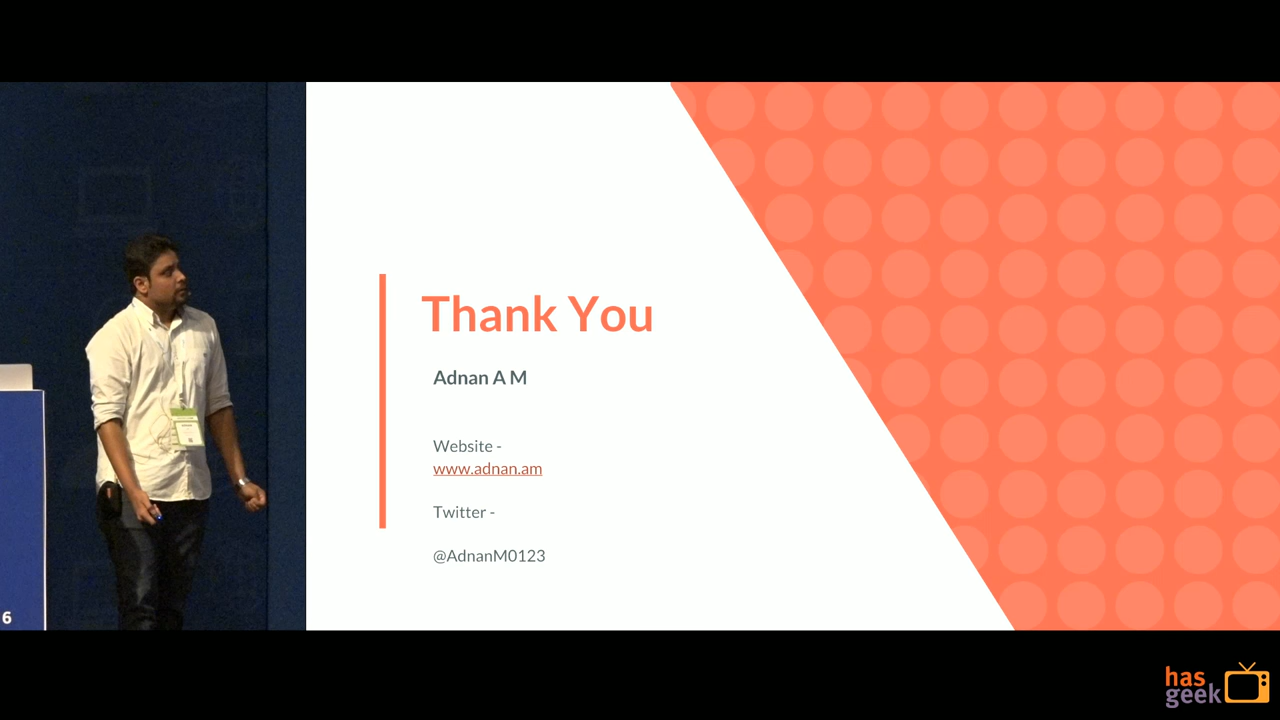 Thank You
Adnan A M
Website -
www.adnan.am
Twitter -
@AdnanM0123
6
has
geek